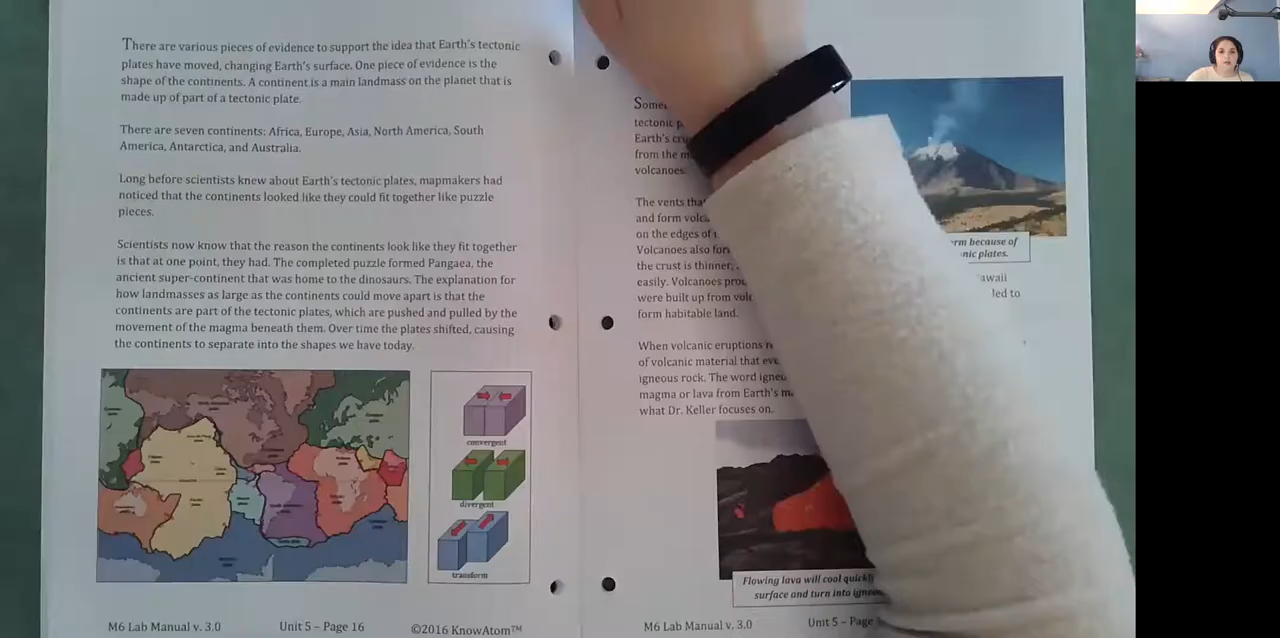 There are various pieces of evidence to support the idea that Earth's tectonic
plates have moved, changing Earth's surface. One piece of evidence is the
shape of the continents. A continent is a main landmass on the planet that is
made up of part of a tectonic plate.
There are seven continents: Africa, Europe, Asia, North America, South
America, Antarctica, and Australia.
Long before scientists knew about Earth's tectonic plates, mapmakers had
noticed that the continents looked like they could fit together like puzzle
pieces.
Scientists now know that the reason the continents look like they fit together
is that at one point, they had. The completed puzzle formed Pangaea, the
ancient super-continent that was home to the dinosaurs. The explanation for
how landmasses as large as the continents could move apart is that the
continents are part of the tectonic plates, which are pushed and pulled by the
movement of the magma beneath them. Over time the plates shifted, causing
the continents to separate into the shapes we have today.
convergent
divergent
transform
M6 Lab Manual v. 3.0
Unit 5 – Page 16
©2016 KnowAtom™
tectonic
Earth's
from the
volcanoes.
The vents
and form
on the edges of
Volcanoes also
the crust is thinner,
easily. Volcanoes
were built up from
form habitable land.
because of
plates.
led to
When volcanic eruptions
of volcanic material that
igneous rock. The word
magma or lava from Earth's
what Dr. Keller focuses on.
Flowing lava will cool
surface and turn into
M6 Lab Manual v. 3.0
Unit 5 – Page